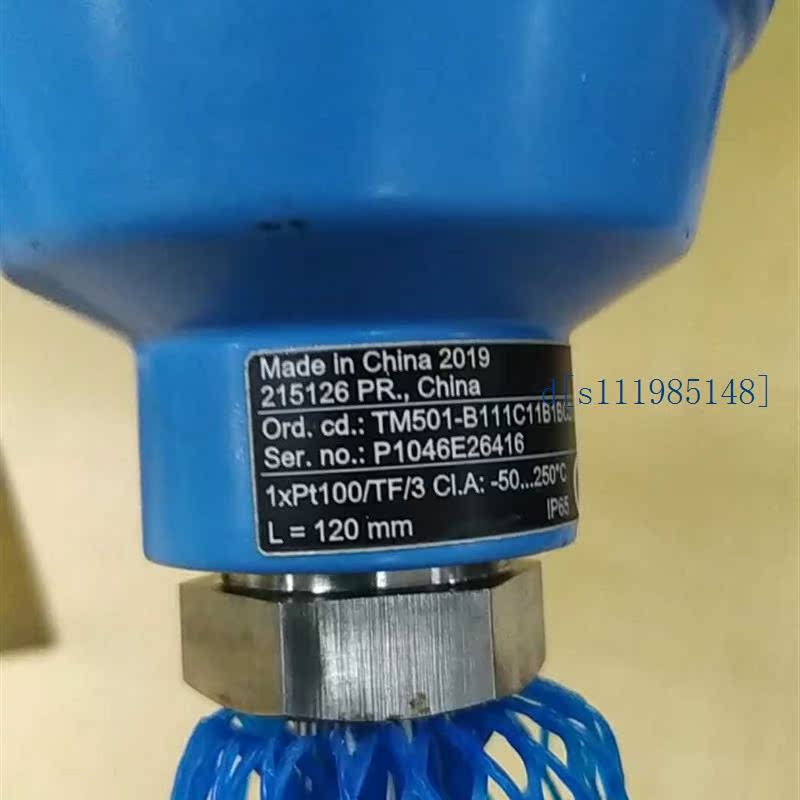 Made in China 2019
215126 PR., China
d[s111985148]
Ord. cd.: TM501-B111C11B1B
Ser. no.: P1046E26416
1xPt100/TF/3 Cl.A: -50...250°C
IP65
L = 120 mm